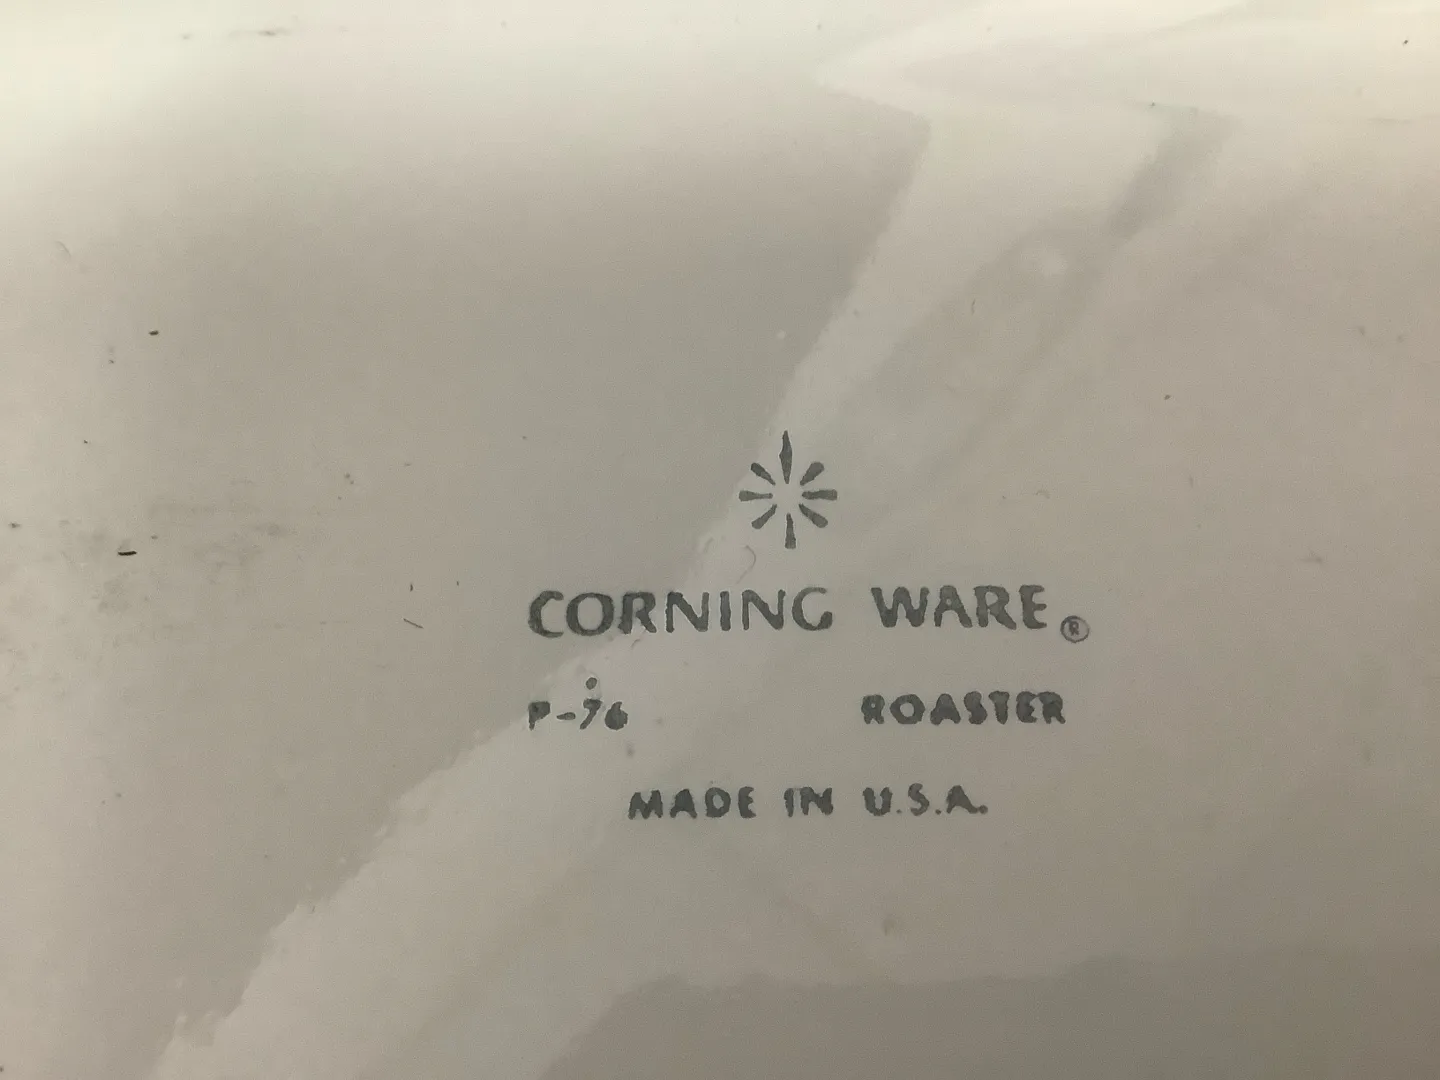 CORNING WARE®
P-76 ROASTER
MADE IN U.S.A.